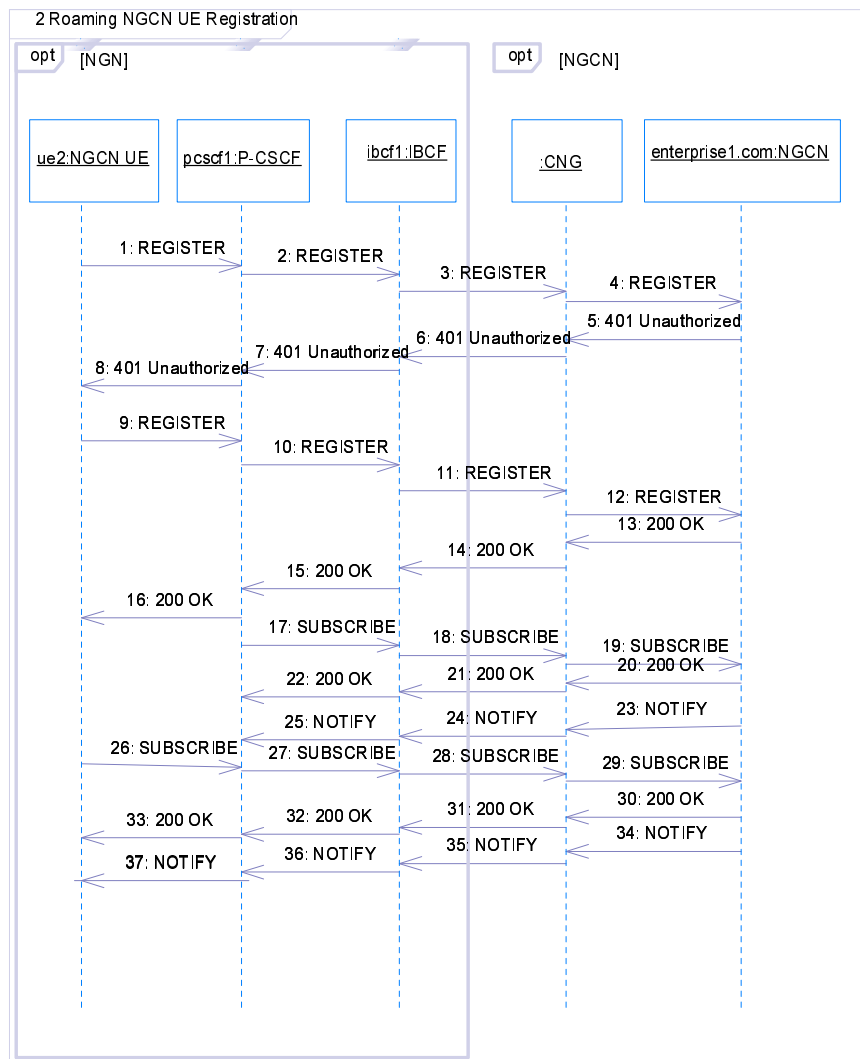 2 Roaming NGCN UE Registration
opt
[NGN]
opt
[NGCN]
ue2:NGCN UE
pcscf1:P-CSCF
ibcf1:IBCF
:CNG
enterprise1.com:NGCN
1: REGISTER
2: REGISTER
3: REGISTER
4: REGISTER
5: 401 Unauthorized
6: 401 Unauthorized
7: 401 Unauthorized
8: 401 Unauthorized
9: REGISTER
10: REGISTER
11: REGISTER
12: REGISTER
13: 200 OK
14: 200 OK
15: 200 OK
16: 200 OK
17: SUBSCRIBE
18: SUBSCRIBE
19: SUBSCRIBE
20: 200 OK
21: 200 OK
22: 200 OK
23: NOTIFY
24: NOTIFY
25: NOTIFY
26: SUBSCRIBE
27: SUBSCRIBE
28: SUBSCRIBE
29: SUBSCRIBE
30: 200 OK
31: 200 OK
32: 200 OK
33: 200 OK
34: NOTIFY
35: NOTIFY
36: NOTIFY
37: NOTIFY